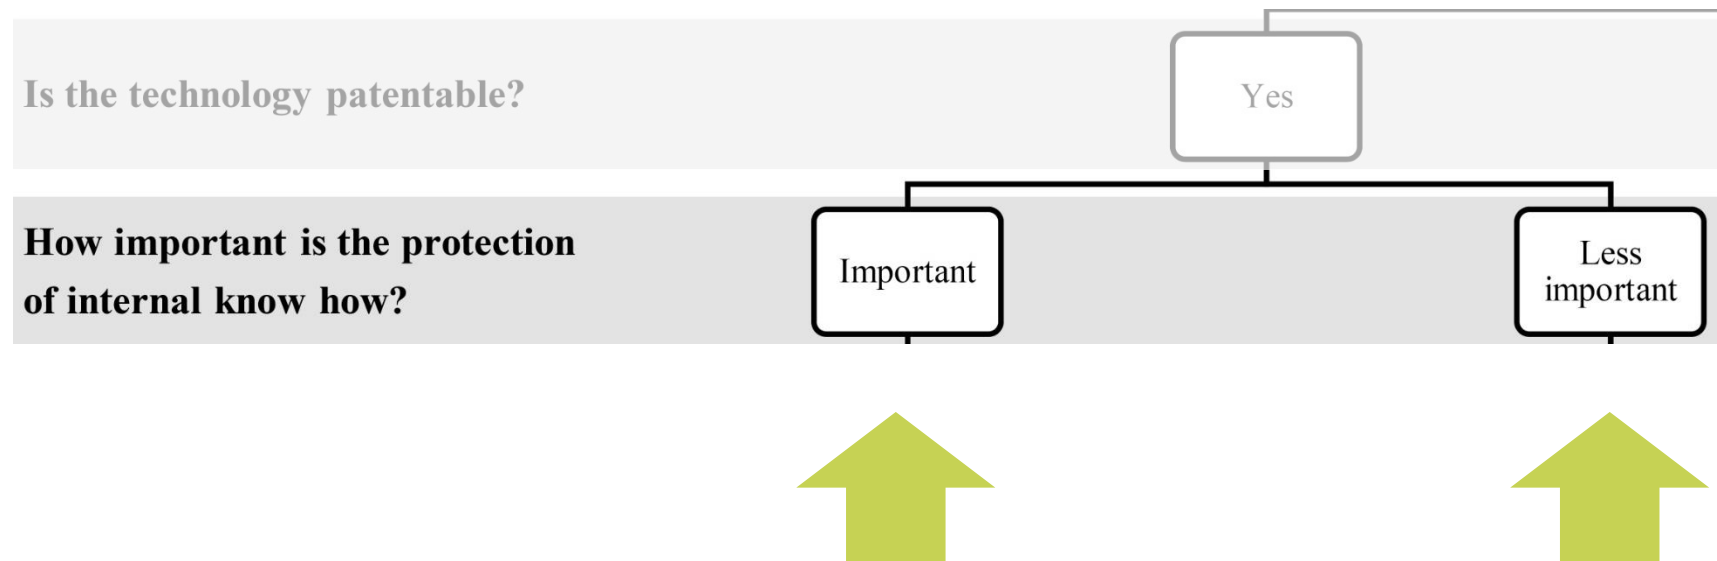 Is the technology patentable?
Yes
How important is the protection
of internal know how?
Important
Less
important